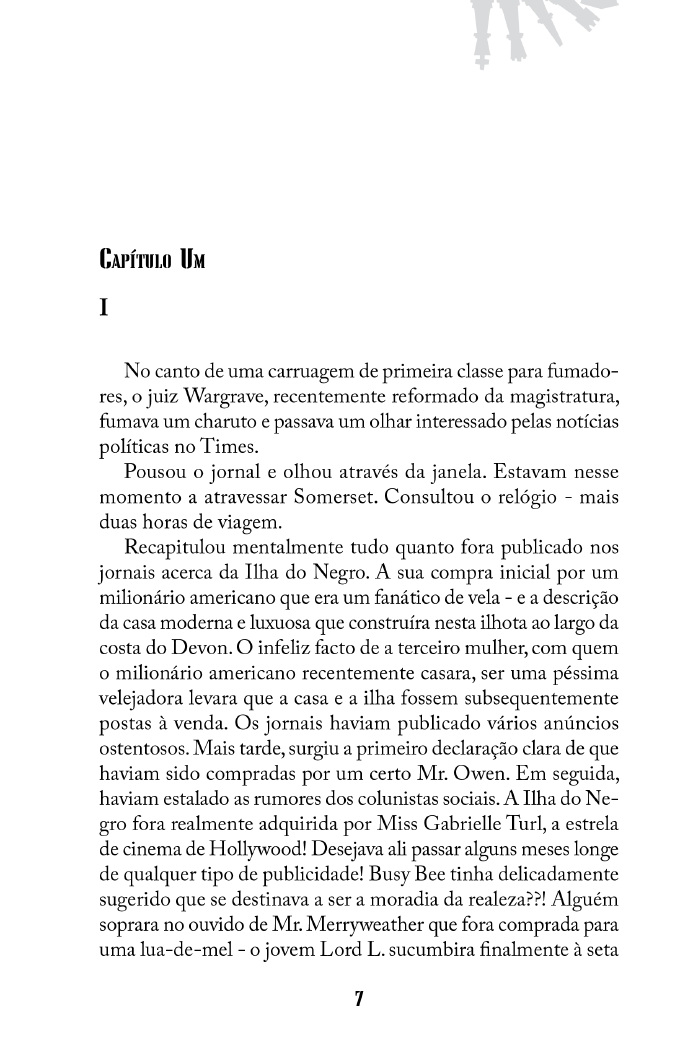 Capítulo Um
I
No canto de uma carruagem de primeira classe para fumado-
res, o juiz Wargrave, recentemente reformado da magistratura,
fumava um charuto e passava um olhar interessado pelas notícias
políticas no Times.
Pousou o jornal e olhou através da janela. Estavam nesse
momento a atravessar Somerset. Consultou o relógio - mais
duas horas de viagem.
Recapitulou mentalmente tudo quanto fora publicado nos
jornais acerca da Ilha do Negro. A sua compra inicial por um
milionário americano que era um fanático de vela - e a descrição
da casa moderna e luxuosa que construíra nesta ilhota ao largo da
costa do Devon. O infeliz facto de a terceiro mulher, com quem
o milionário americano recentemente casara, ser uma péssima
velejadora levara que a casa e a ilha fossem subsequentemente
postas à venda. Os jornais haviam publicado vários anúncios
ostentosos. Mais tarde, surgiu a primeiro declaração clara de que
haviam sido compradas por um certo Mr. Owen. Em seguida,
haviam estalado as rumores dos colunistas sociais. A Ilha do Ne-
gro fora realmente adquirida por Miss Gabrielle Turl, a estrela
de cinema de Hollywood! Desejava ali passar alguns meses longe
de qualquer tipo de publicidade! Busy Bee tinha delicadamente
sugerido que se destinava a ser a moradia da realeza??! Alguém
soprara no ouvido de Mr. Merryweather que fora comprada para
uma lua-de-mel - o jovem Lord L. sucumbira finalmente à seta
7